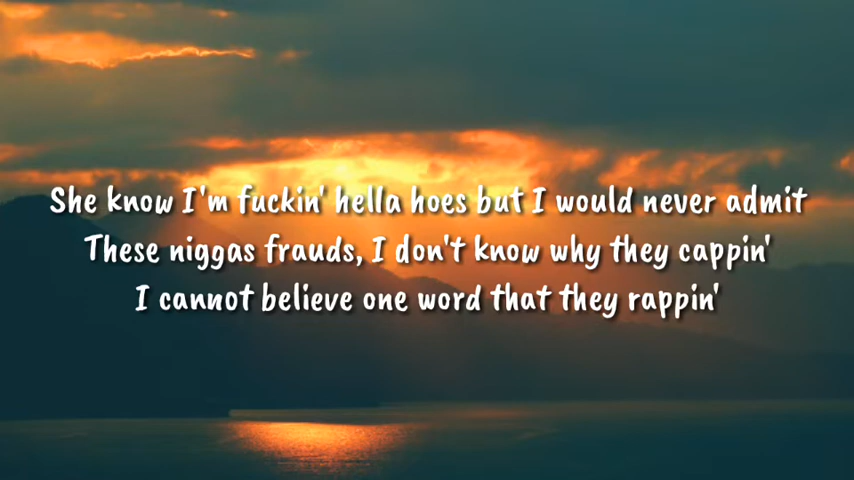 She know I'm fuckin' hella hoes but I would never admit
These niggas frauds, I don't know why they cappin'
I cannot believe one word that they rappin'